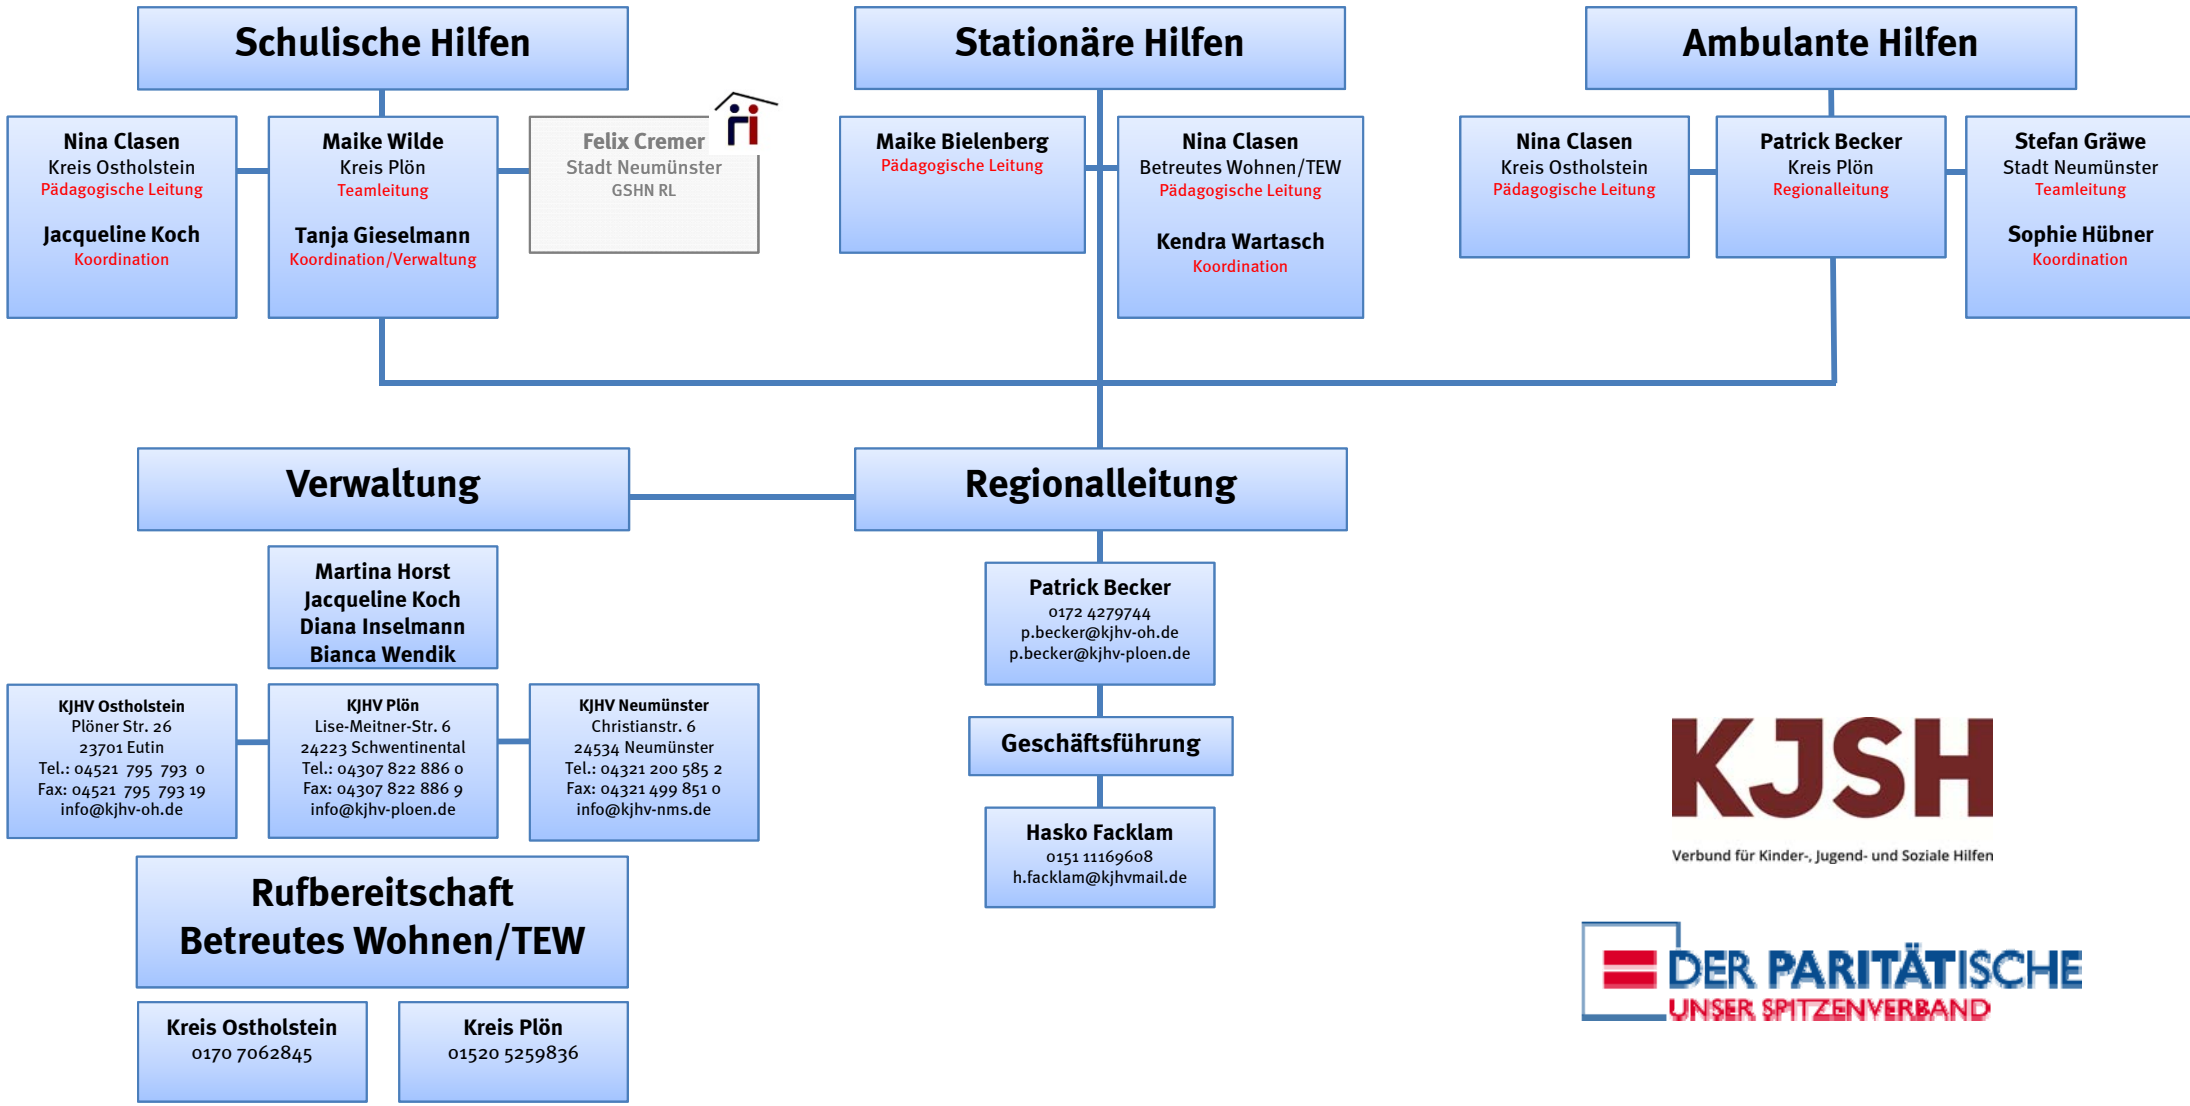 Schulische Hilfen
Nina Clasen
Kreis Ostholstein
Pädagogische Leitung
Jacqueline Koch
Koordination
Maike Wilde
Kreis Plön
Teamleitung
Tanja Gieselmann
Koordination/Verwaltung
Felix Cremer
Stadt Neumünster
GSHN RL
Stationäre Hilfen
Maike Bielenberg
Pädagogische Leitung
Nina Clasen
Betreutes Wohnen/TEW
Pädagogische Leitung
Kendra Wartasch
Koordination
Ambulante Hilfen
Nina Clasen
Kreis Ostholstein
Pädagogische Leitung
Patrick Becker
Kreis Plön
Regionalleitung
Stefan Gräwe
Stadt Neumünster
Teamleitung
Sophie Hübner
Koordination
Verwaltung
Martina Horst
Jacqueline Koch
Diana Inselmann
Bianca Wendik
KJHV Ostholstein
Plöner Str. 26
23701 Eutin
Tel.: 04521 795 793 0
Fax: 04521 795 793 19
info@kjhv-oh.de
KJHV Plön
Lise-Meitner-Str. 6
24223 Schwentinental
Tel.: 04307 822 886 0
Fax: 04307 822 886 9
info@kjhv-ploen.de
KJHV Neumünster
Christianstr. 6
24534 Neumünster
Tel.: 04321 200 585 2
Fax: 04321 499 851 0
info@kjhv-nms.de
Rufbereitschaft
Betreutes Wohnen/TEW
Kreis Ostholstein
0170 7062845
Kreis Plön
01520 5259836
Regionalleitung
Patrick Becker
0172 4279744
p.becker@kjhv-oh.de
p.becker@kjhv-ploen.de
Geschäftsführung
Hasko Facklam
0151 11169608
h.facklam@kjhvmail.de
KJSH
Verbund für Kinder-, Jugend- und Soziale Hilfen
DER PARITÄTISCHE
UNSER SPITZENVERBAND